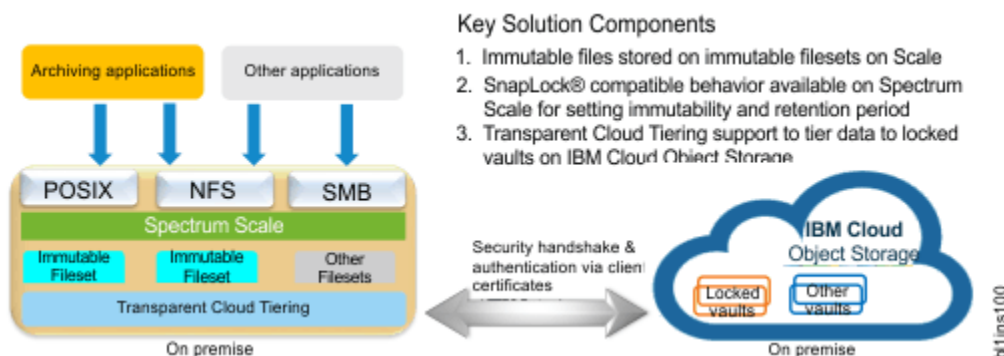 Key Solution Components
1. Immutable files stored on immutable filesets on Scale
2. SnapLock® compatible behavior available on Spectrum
Scale for setting immutability and retention period
3. Transparent Cloud Tiering support to tier data to locked
vaults on IBM Cloud Object Storage
Archiving applications
Other applications
POSIX
NFS
SMB
Spectrum Scale
Immutable
Fileset
Immutable
Fileset
Other
Filesets
Transparent Cloud Tiering
On premise
Security handshake &
authentication via client
certificates
IBM Cloud
Object Storage
Locked
vaults
Other
vaults
On premise